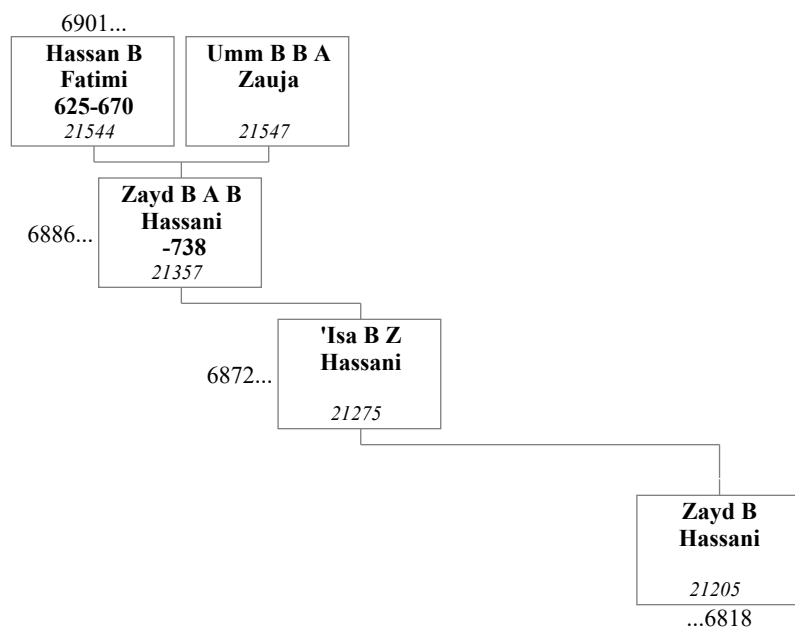 6901...
Hassan B
Fatimi
625-670
21544
Umm B B A
Zauja
21547
Zayd B A B
Hassani
-738
21357
6886...
'Isa B Z
Hassani
21275
6872...
Zayd B
Hassani
21205
...6818